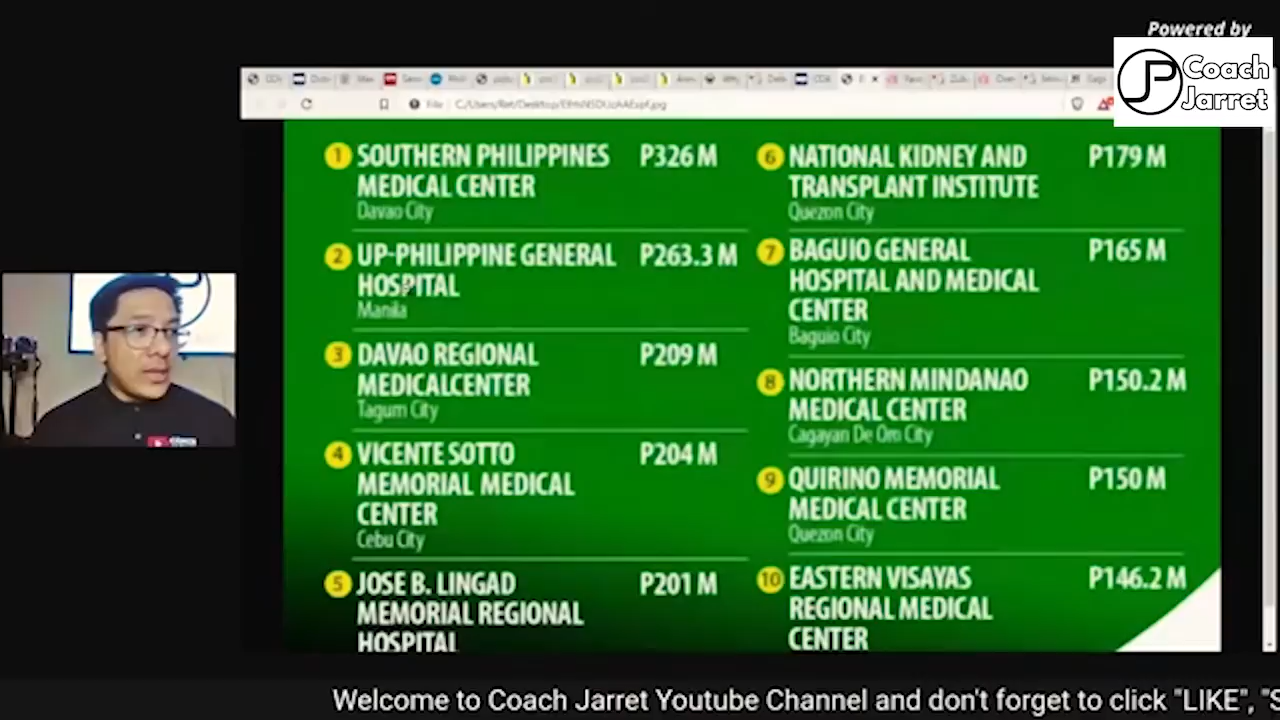 Powered by
Coach
Jarret
File
1 SOUTHERN PHILIPPINES P326 M
MEDICAL CENTER
Davao City
2 UP-PHILIPPINE GENERAL P263.3 M
HOSPITAL
Manila
3 DAVAO REGIONAL P209 M
MEDICALCENTER
Tagum City
4 VICENTE SOTTO P204 M
MEMORIAL MEDICAL
CENTER
Cebu City
5 JOSE B. LINGAD P201 M
MEMORIAL REGIONAL
HOSPITAL
6 NATIONAL KIDNEY AND P179 M
TRANSPLANT INSTITUTE
Quezon City
7 BAGUIO GENERAL P165 M
HOSPITAL AND MEDICAL
CENTER
Baguio City
8 NORTHERN MINDANAO P150.2 M
MEDICAL CENTER
Cagayan De Oro City
9 QUIRINO MEMORIAL P150 M
MEDICAL CENTER
Quezon City
10 EASTERN VISAYAS P146.2 M
REGIONAL MEDICAL
CENTER
Welcome to Coach Jarret Youtube Channel and don't forget to click "LIKE", "S